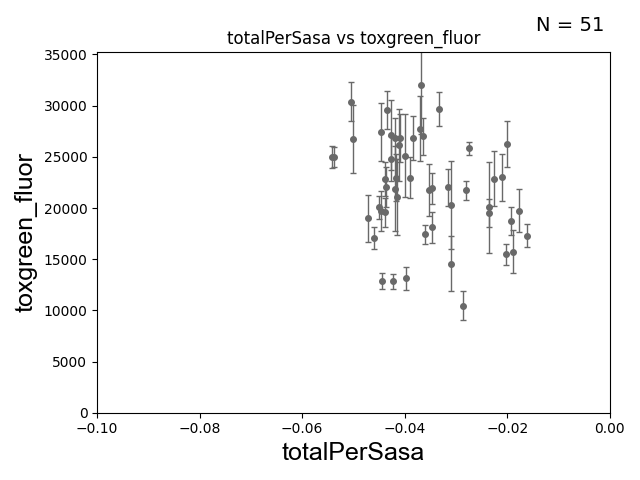 N = 51
totalPerSasa vs toxgreen_fluor
35000
30000
25000
20000
15000
10000
5000
0
toxgreen_fluor
−0.10 −0.08 −0.06 −0.04 −0.02 0.00
totalPerSasa